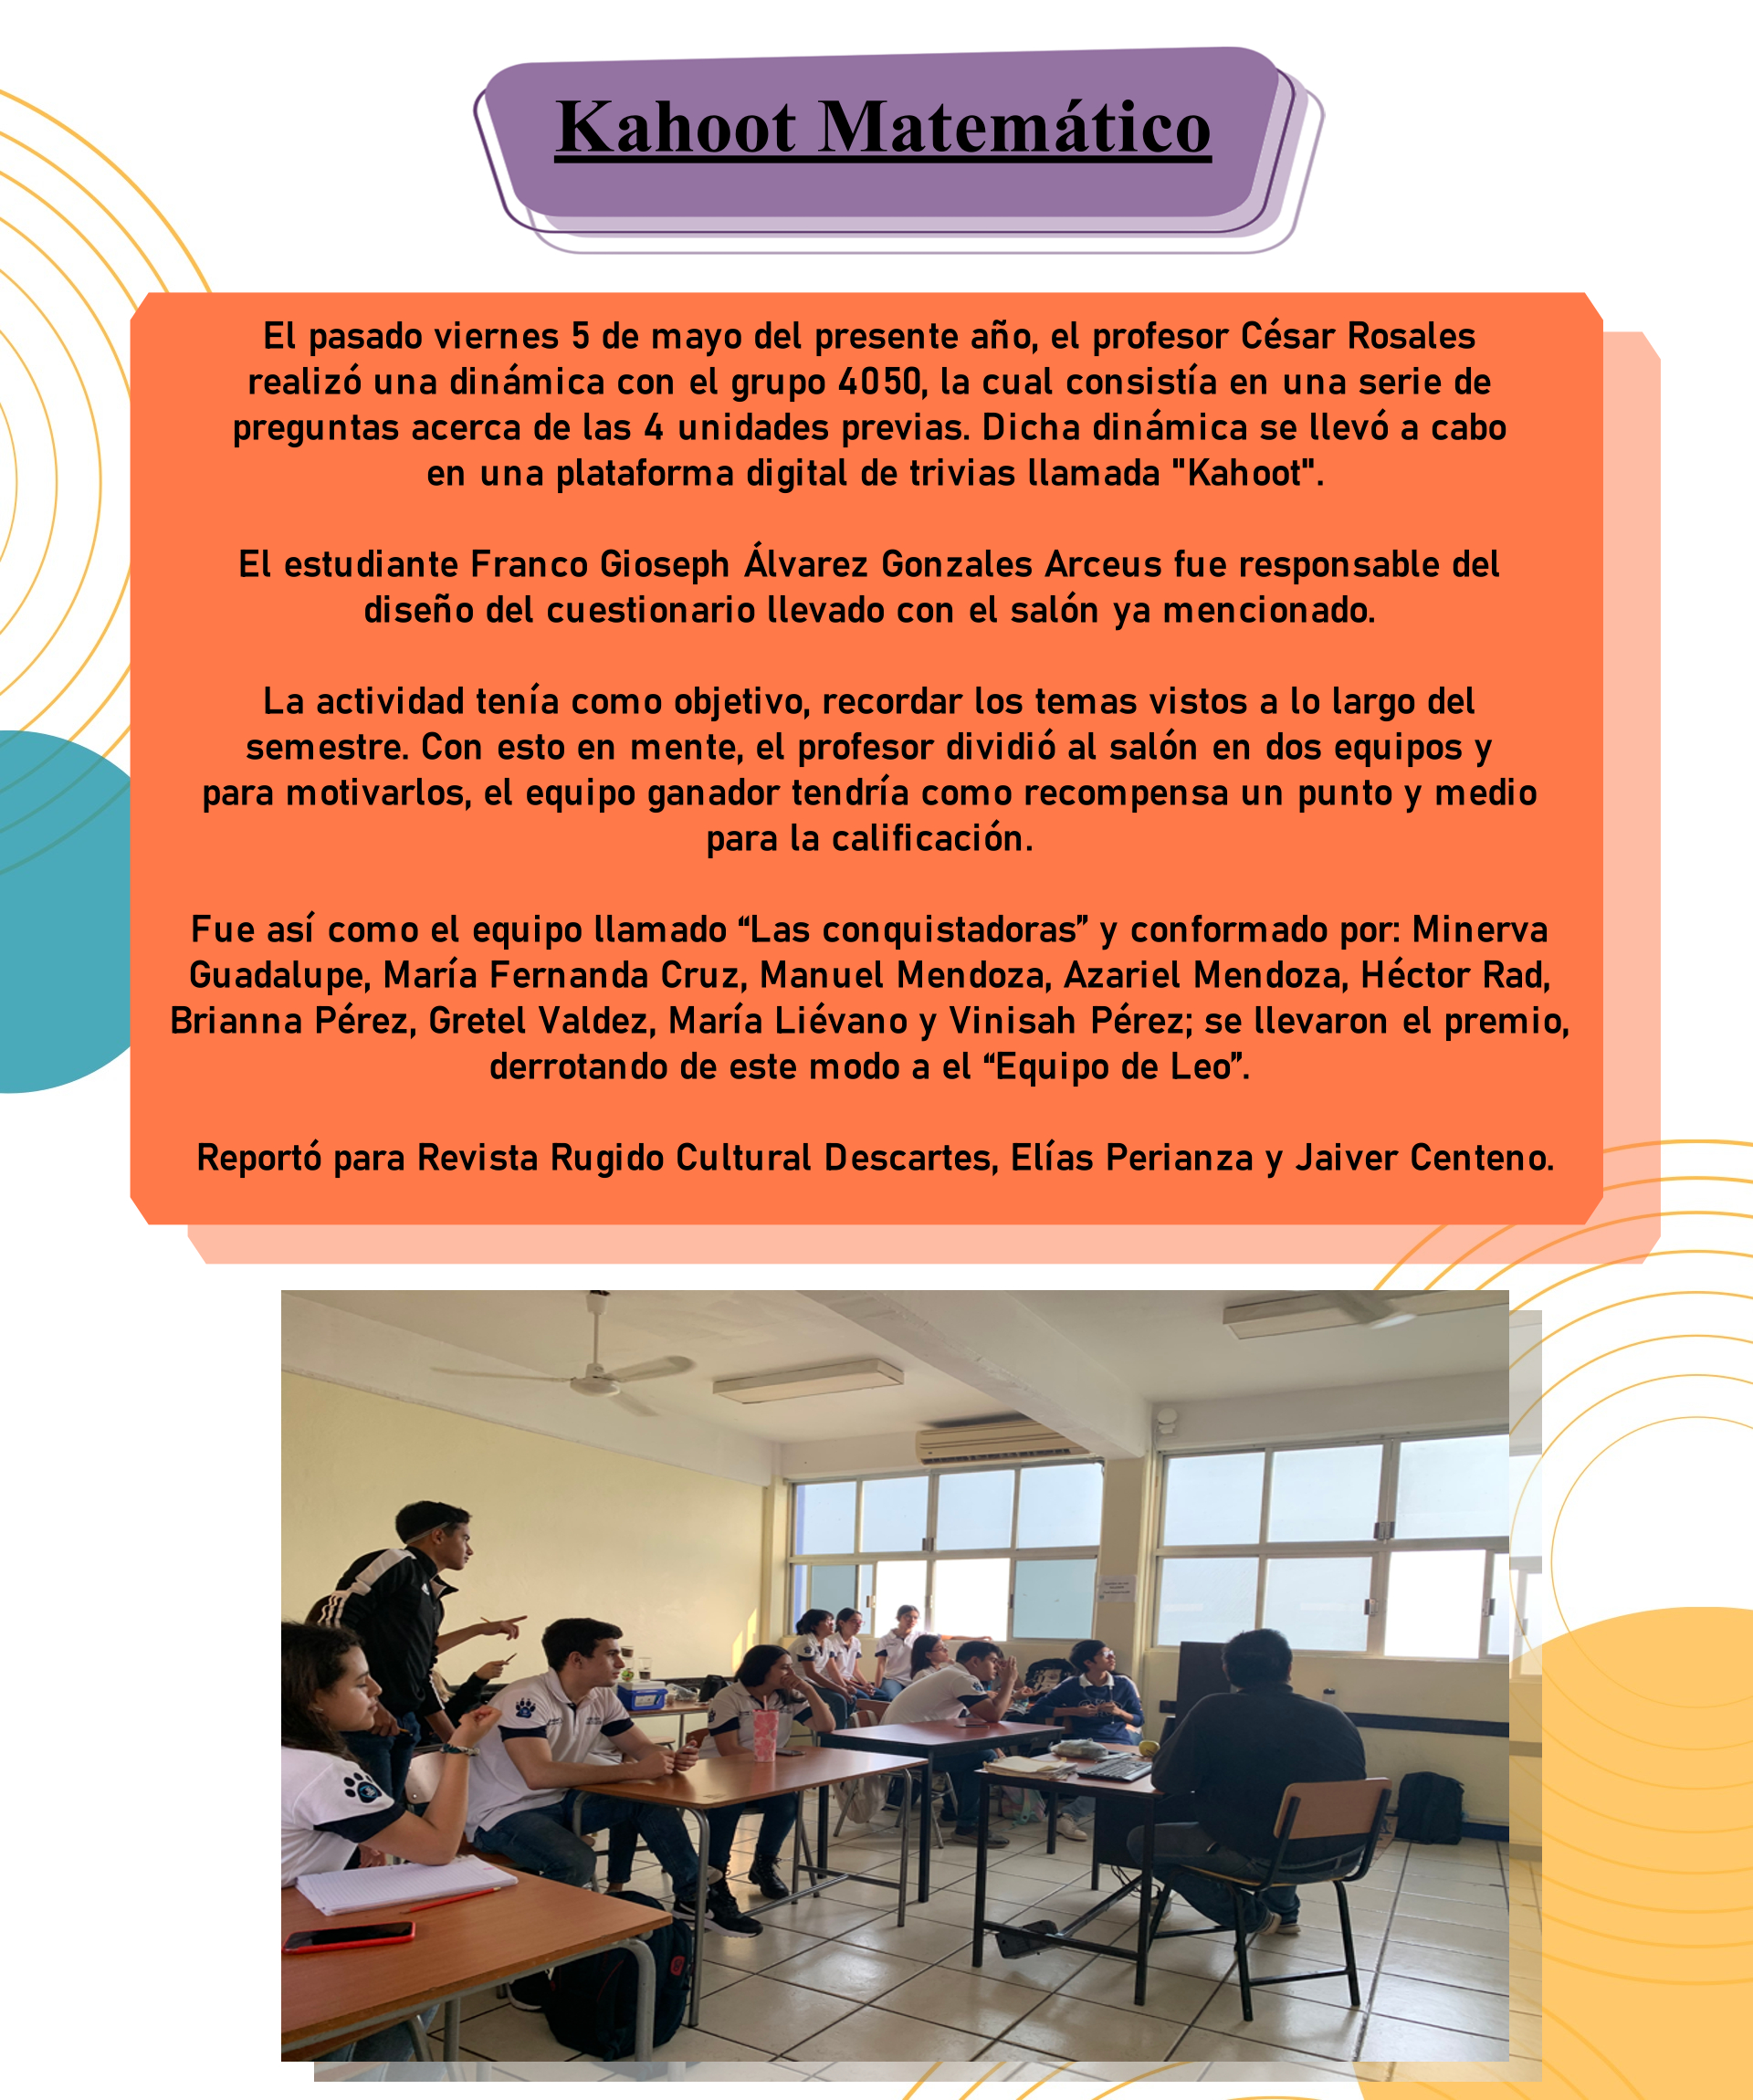 Kahoot Matemático
El pasado viernes 5 de mayo del presente año, el profesor César Rosales
realizó una dinámica con el grupo 4050, la cual consistía en una serie de
preguntas acerca de las 4 unidades previas. Dicha dinámica se llevó a cabo
en una plataforma digital de trivias llamada "Kahoot".
El estudiante Franco Gioseph Álvarez Gonzales Arceus fue responsable del
diseño del cuestionario llevado con el salón ya mencionado.
La actividad tenía como objetivo, recordar los temas vistos a lo largo del
semestre. Con esto en mente, el profesor dividió al salón en dos equipos y
para motivarlos, el equipo ganador tendría como recompensa un punto y medio
para la calificación.
Fue así como el equipo llamado “Las conquistadoras” y conformado por: Minerva
Guadalupe, María Fernanda Cruz, Manuel Mendoza, Azariel Mendoza, Héctor Rad,
Brianna Pérez, Gretel Valdez, María Liévano y Vinisah Pérez; se llevaron el premio,
derrotando de este modo a el “Equipo de Leo”.
Reportó para Revista Rugido Cultural Descartes, Elías Perianza y Jaiver Centeno.